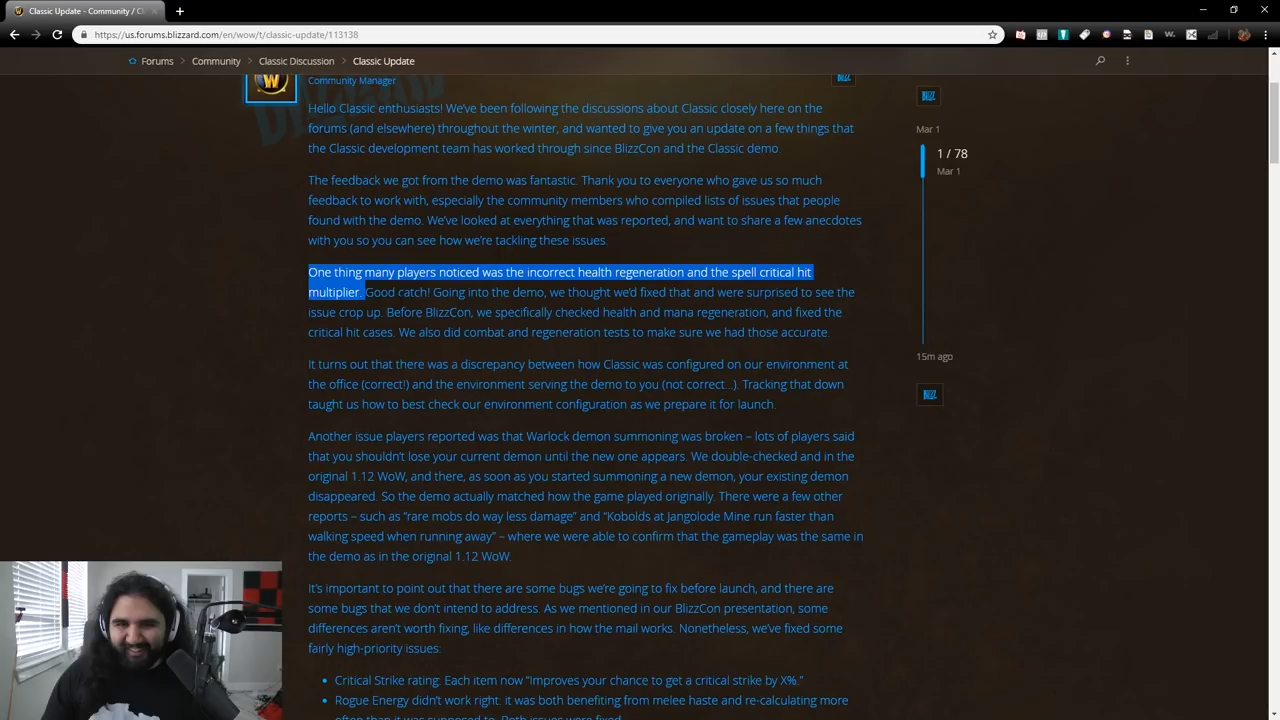 Classic Update - Community / Cl
https://us.forums.blizzard.com/en/wow/t/classic-update/113138
Forums > Community > Classic Discussion > Classic Update
Community Manager
Hello Classic enthusiasts! We've been following the discussions about Classic closely here on the
forums (and elsewhere) throughout the winter, and wanted to give you an update on a few things that
the Classic development team has worked through since BlizzCon and the Classic demo.
The feedback we got from the demo was fantastic. Thank you to everyone who gave us so much
feedback to work with, especially the community members who compiled lists of issues that people
found with the demo. We've looked at everything that was reported, and want to share a few anecdotes
with you so you can see how we're tackling these issues.
One thing many players noticed was the incorrect health regeneration and the spell critical hit
multiplier. Good catch! Going into the demo, we thought we'd fixed that and were surprised to see the
issue crop up. Before BlizzCon, we specifically checked health and mana regeneration, and fixed the
critical hit cases. We also did combat and regeneration tests to make sure we had those accurate.
It turns out that there was a discrepancy between how Classic was configured on our environment at
the office (correct!) and the environment serving the demo to you (not correct…). Tracking that down
taught us how to best check our environment configuration as we prepare it for launch.
Another issue players reported was that Warlock demon summoning was broken – lots of players said
that you shouldn't lose your current demon until the new one appears. We double-checked and in the
original 1.12 WoW, and there, as soon as you started summoning a new demon, your existing demon
disappeared. So the demo actually matched how the game played originally. There were a few other
reports – such as "rare mobs do way less damage" and "Kobolds at Jangolode Mine run faster than
walking speed when running away" – where we were able to confirm that the gameplay was the same in
the demo as in the original 1.12 WoW.
It's important to point out that there are some bugs we're going to fix before launch, and there are
some bugs that we don't intend to address. As we mentioned in our BlizzCon presentation, some
differences aren't worth fixing, like differences in how the mail works. Nonetheless, we've fixed some
fairly high-priority issues:
• Critical Strike rating: Each item now "Improves your chance to get a critical strike by X%."
• Rogue Energy didn't work right: it was both benefiting from melee haste and re-calculating more
often than it was supposed to. Both issues were fixed.
BLIZZ
BLIZZ
Mar 1
1 / 78
Mar 1
15m ago
BLIZZ